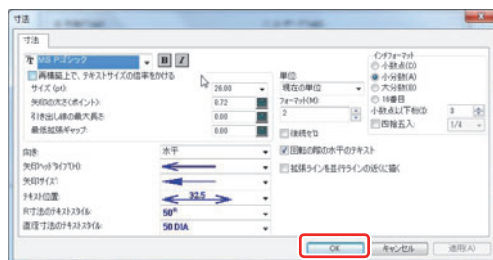 寸法
寸法
MS Pゴシック
B I
再構築上で、テキストサイズの倍率をかける
サイズ (pt): 26.00
矢印の大きさ(ポイント): 0.72
引き出し線の最大長さ 0.00
最低拡張ギャップ: 0.00
単位:
現在の単位
フォーマット(M)
2
後続ゼロ
インチフォーマット
小数点(D)
小分数(A)
大分数(B)
16番目
小数点以下桁(I) 3
四捨五入: 1/4
向き: 水平
矢印ヘッドタイプ(H):
矢印サイズ:
テキスト位置: 32.5
R寸法のテキストスタイル: 50"
直径寸法のテキストスタイル: 50 DIA
回転の際の水平のテキスト
拡張ラインを並行ラインの近くに描く
OK キャンセル 適用(A)